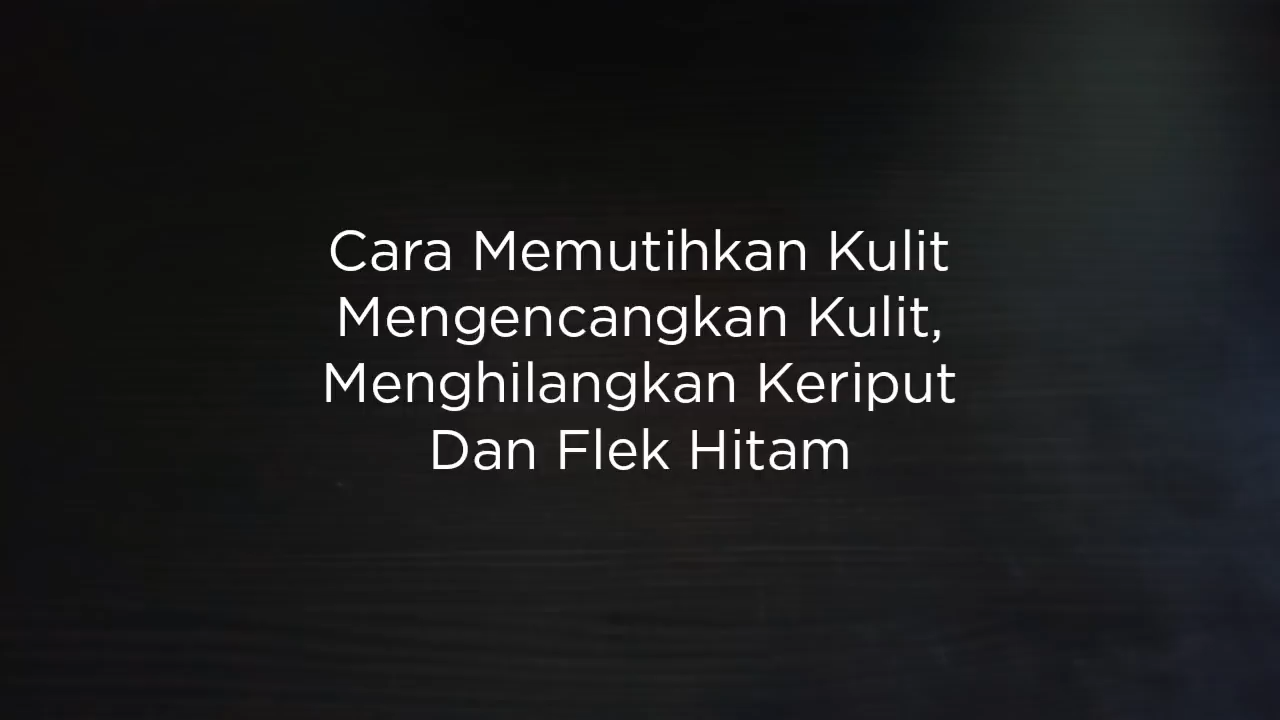 Cara Memutihkan Kulit
Mengencangkan Kulit,
Menghilangkan Keriput
Dan Flek Hitam